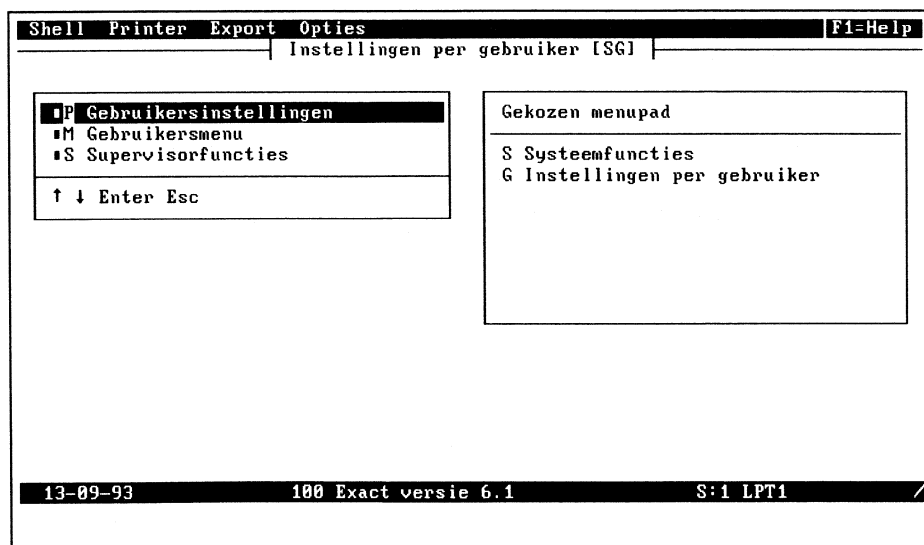 Shell Printer Export Opties F1=Help
Instellingen per gebruiker [SG]
P Gebruikersinstellingen
M Gebruikersmenu
S Supervisorfuncties
↑ ↓ Enter Esc
Gekozen menupad
S Systeemfuncties
G Instellingen per gebruiker
13-09-93 100 Exact versie 6.1 S:1 LPT1